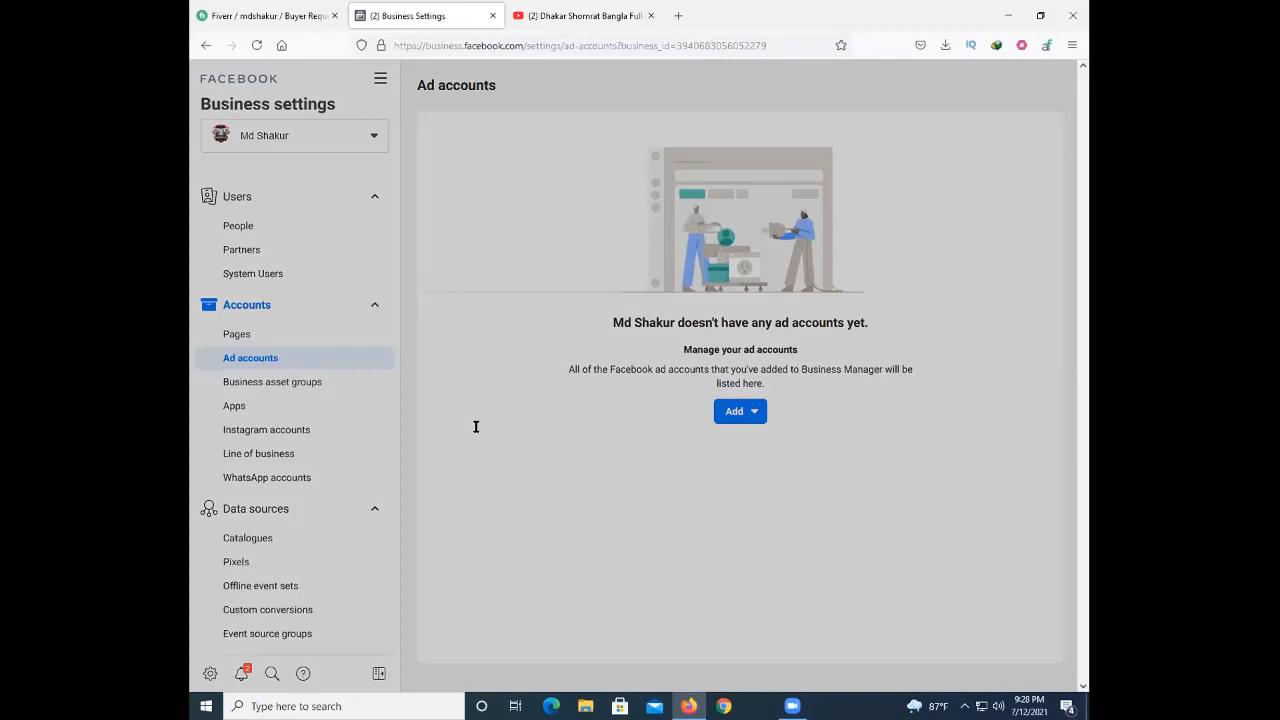 Fiverr / mdshakur / Buyer Requ
(2) Business Settings
(2) Dhakar Shomrat Bangla Full
https://business.facebook.com/settings/ad-accounts?business_id=3940683056052279
FACEBOOK
Business settings
Md Shakur
Users
People
Partners
System Users
Accounts
Pages
Ad accounts
Business asset groups
Apps
Instagram accounts
Line of business
WhatsApp accounts
Data sources
Catalogues
Pixels
Offline event sets
Custom conversions
Event source groups
2
Ad accounts
Md Shakur doesn't have any ad accounts yet.
Manage your ad accounts
All of the Facebook ad accounts that you've added to Business Manager will be
listed here.
Add
Type here to search
87°F
9:28 PM
7/12/2021
4